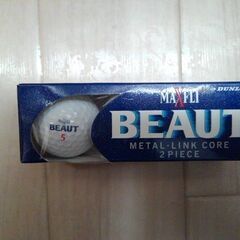 DUNLOP
MAXFLI
BEAUT
METAL-LINK CORE
2 PIECE
BEAUT
5